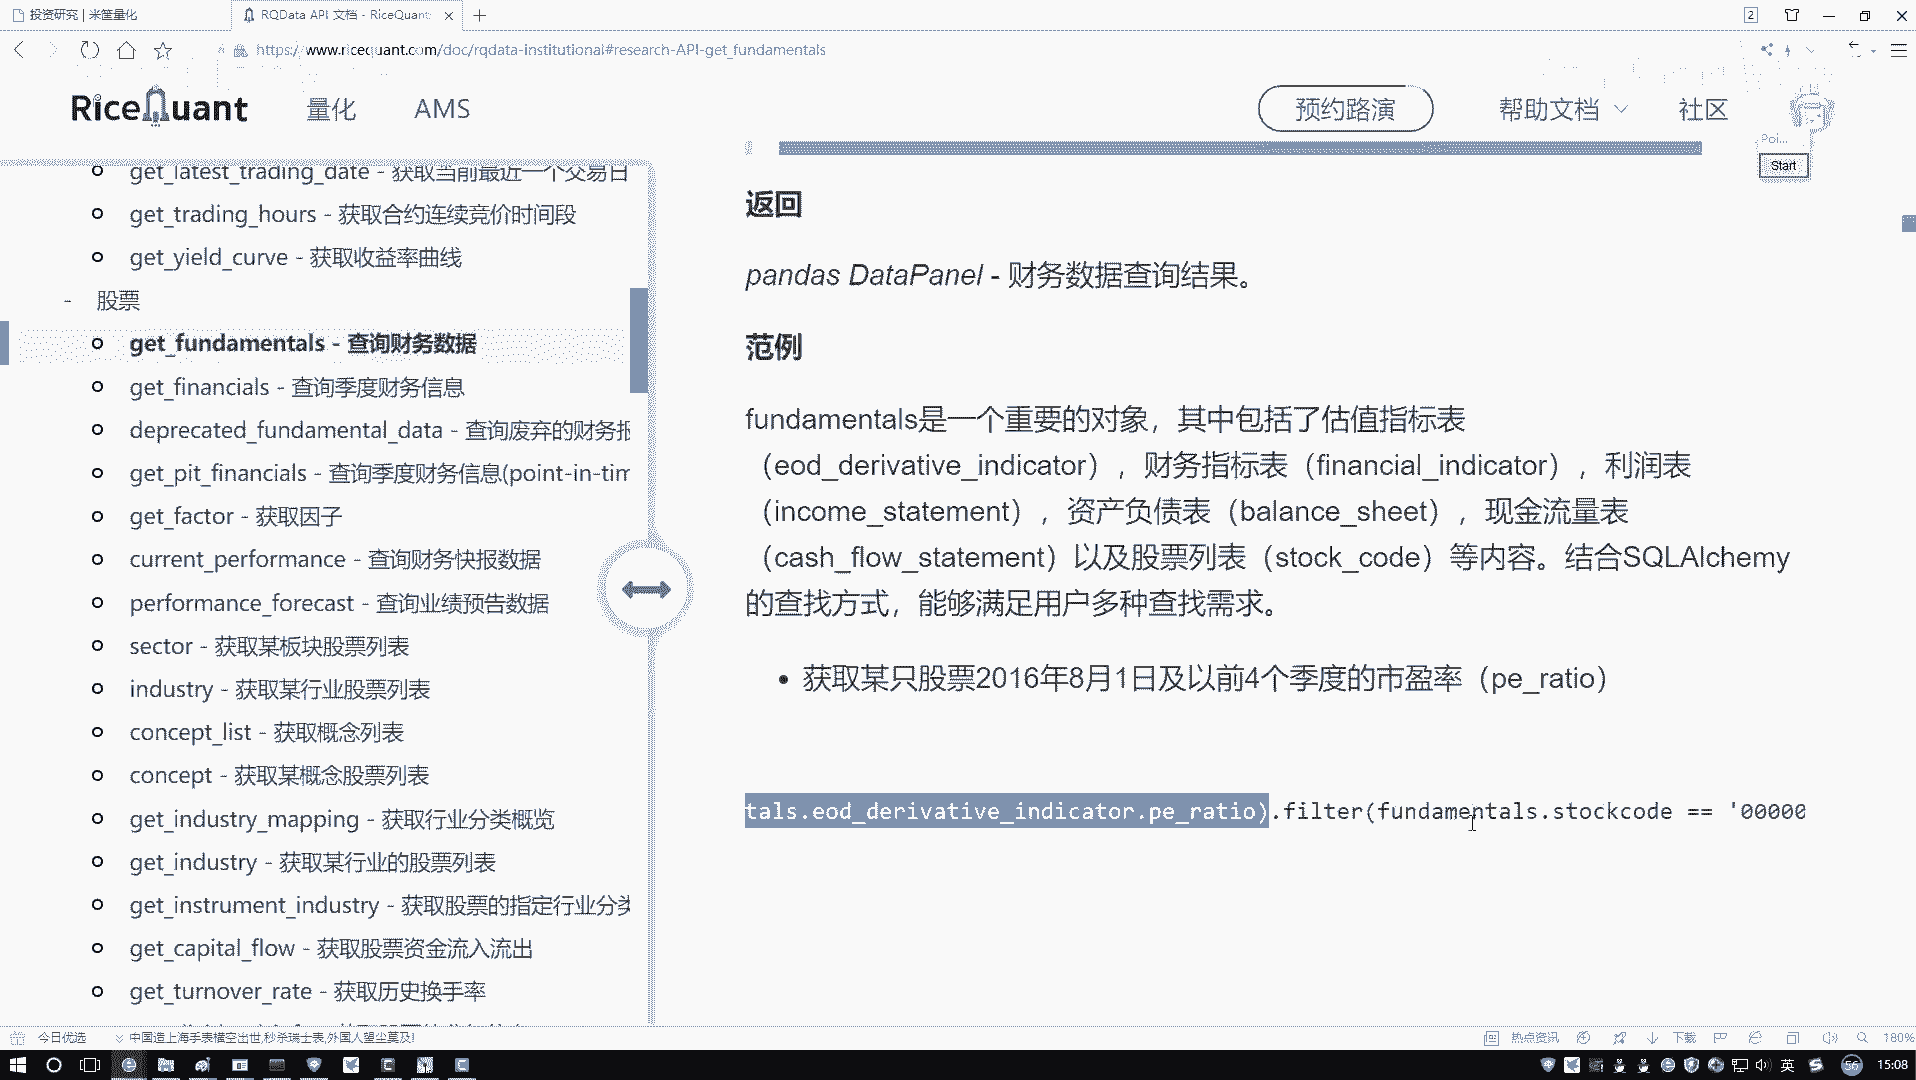 投资研究 | 米筐量化
RQData API 文档 - RiceQuant
2
https://www.ricequant.com/doc/rqdata-institutional#research-API-get_fundamentals
RiceQuant
量化
AMS
预约路演
帮助文档
社区
Poi...
Start
get_latest_trading_date - 获取当前最近一个交易日
get_trading_hours - 获取合约连续竞价时间段
get_yield_curve - 获取收益率曲线
- 股票
get_fundamentals - 查询财务数据
get_financials - 查询季度财务信息
deprecated_fundamental_data - 查询废弃的财务报
get_pit_financials - 查询季度财务信息(point-in-tim
get_factor - 获取因子
current_performance - 查询财务快报数据
performance_forecast - 查询业绩预告数据
sector - 获取某板块股票列表
industry - 获取某行业股票列表
concept_list - 获取概念列表
concept - 获取某概念股票列表
get_industry_mapping - 获取行业分类概览
get_industry - 获取某行业的股票列表
get_instrument_industry - 获取股票的指定行业分类
get_capital_flow - 获取股票资金流入流出
get_turnover_rate - 获取历史换手率
返回
pandas DataPanel - 财务数据查询结果。
范例
fundamentals是一个重要的对象，其中包括了估值指标表
（eod_derivative_indicator），财务指标表（financial_indicator），利润表
（income_statement），资产负债表（balance_sheet），现金流量表
（cash_flow_statement）以及股票列表（stock_code）等内容。结合SQLAlchemy
的查找方式，能够满足用户多种查找需求。
• 获取某只股票2016年8月1日及以前4个季度的市盈率（pe_ratio）
tals.eod_derivative_indicator.pe_ratio).filter(fundamentals.stockcode == '00000
今日优选
中国造上海手表横空出世,秒杀瑞士表,外国人望尘莫及!
热点资讯
下载
180%
英
56
15:08